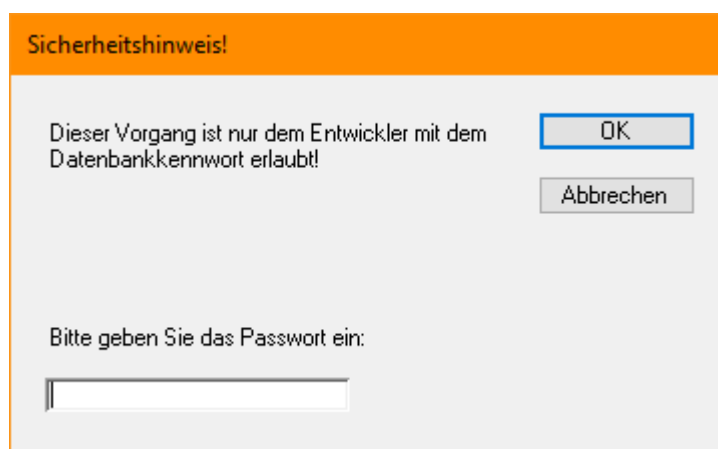 Sicherheitshinweis!
Dieser Vorgang ist nur dem Entwickler mit dem
Datenbankkennwort erlaubt!
OK
Abbrechen
Bitte geben Sie das Passwort ein: